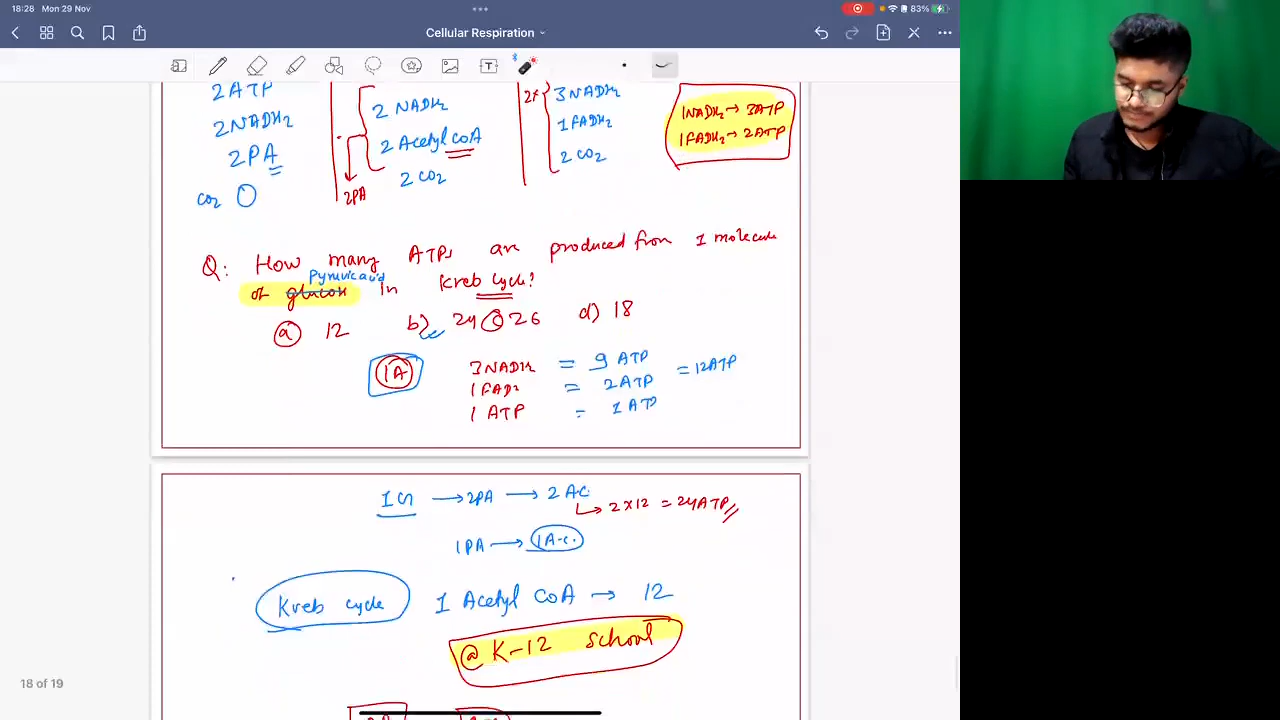 18:28 Mon 29 Nov
83%
Cellular Respiration
2ATP
2NADH2
2PA
CO2 0
2 NADH2
2 Acetyl CoA
2 CO2
2PA
2x
3NADH2
1FADH2
2 CO2
1NADH2 → 3ATP
1FADH2 → 2ATP
Q: How many ATPs are produced from 1 molecule
Pyruvic acid
of glucose in Kreb Cycle?
a) 12 b) 24 c) 26 d) 18
1A
3NADH2 = 9 ATP
1FAD2 = 2ATP = 12ATP
1 ATP = 1 ATP
1G → 2PA → 2 AC
→ 2 x 12 = 24ATP
1PA → 1A.C.
Kreb cycle 1 Acetyl CoA → 12
@ K-12 school
18 of 19